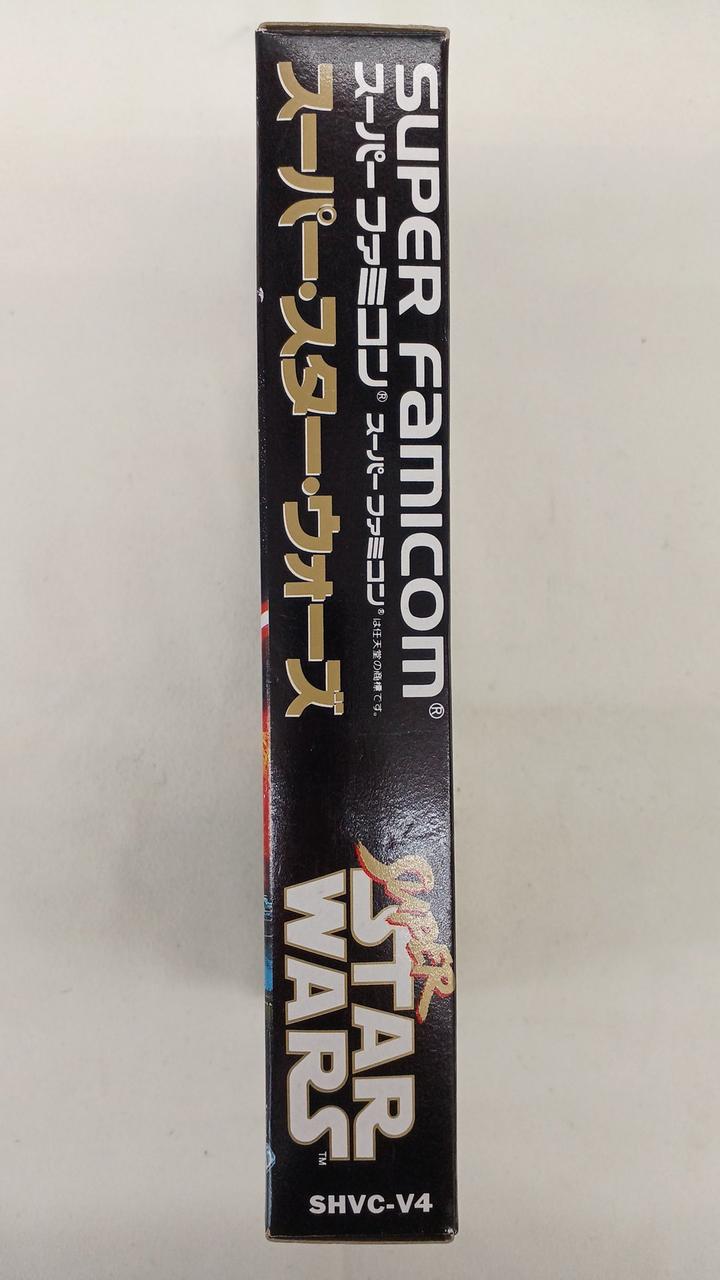 SUPER FAMICOM®
スーパーファミコン® スーパーファミコン®は任天堂の商標です。
スーパー・スター・ウォーズ
SUPER
STAR
WARS™
SHVC-V4